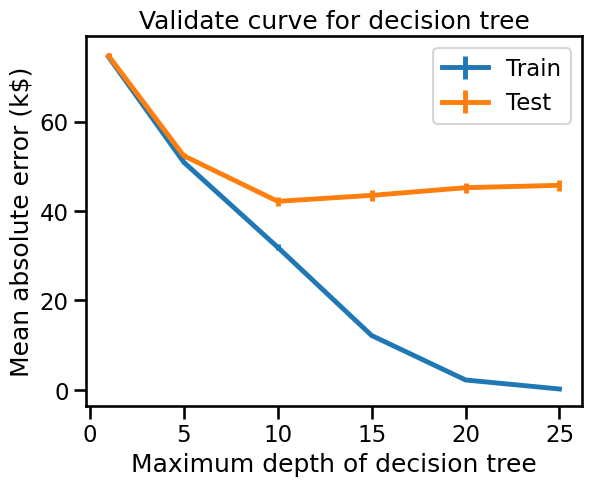 Validate curve for decision tree
Train
Test
Mean absolute error (k$)
60
40
20
0
0 5 10 15 20 25
Maximum depth of decision tree